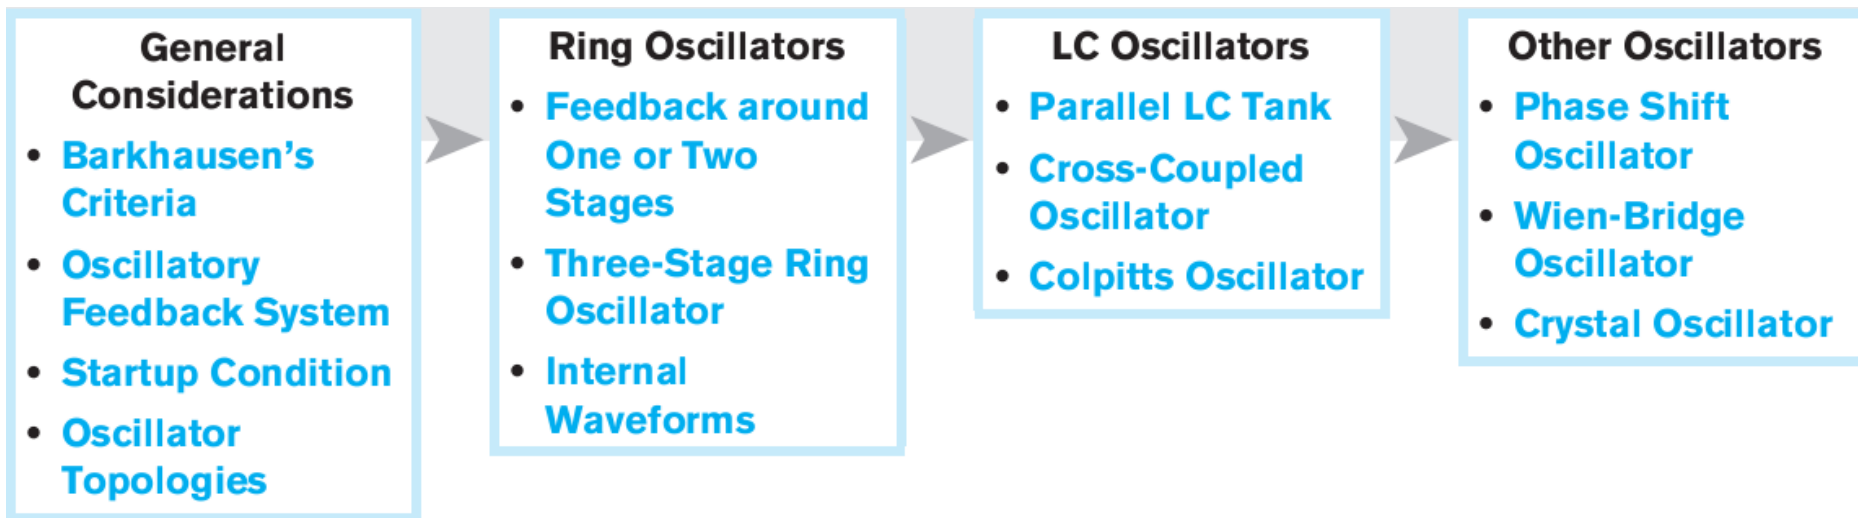 General
Considerations
• Barkhausen's
Criteria
• Oscillatory
Feedback System
• Startup Condition
• Oscillator
Topologies
Ring Oscillators
• Feedback around
One or Two
Stages
• Three-Stage Ring
Oscillator
• Internal
Waveforms
LC Oscillators
• Parallel LC Tank
• Cross-Coupled
Oscillator
• Colpitts Oscillator
Other Oscillators
• Phase Shift
Oscillator
• Wien-Bridge
Oscillator
• Crystal Oscillator